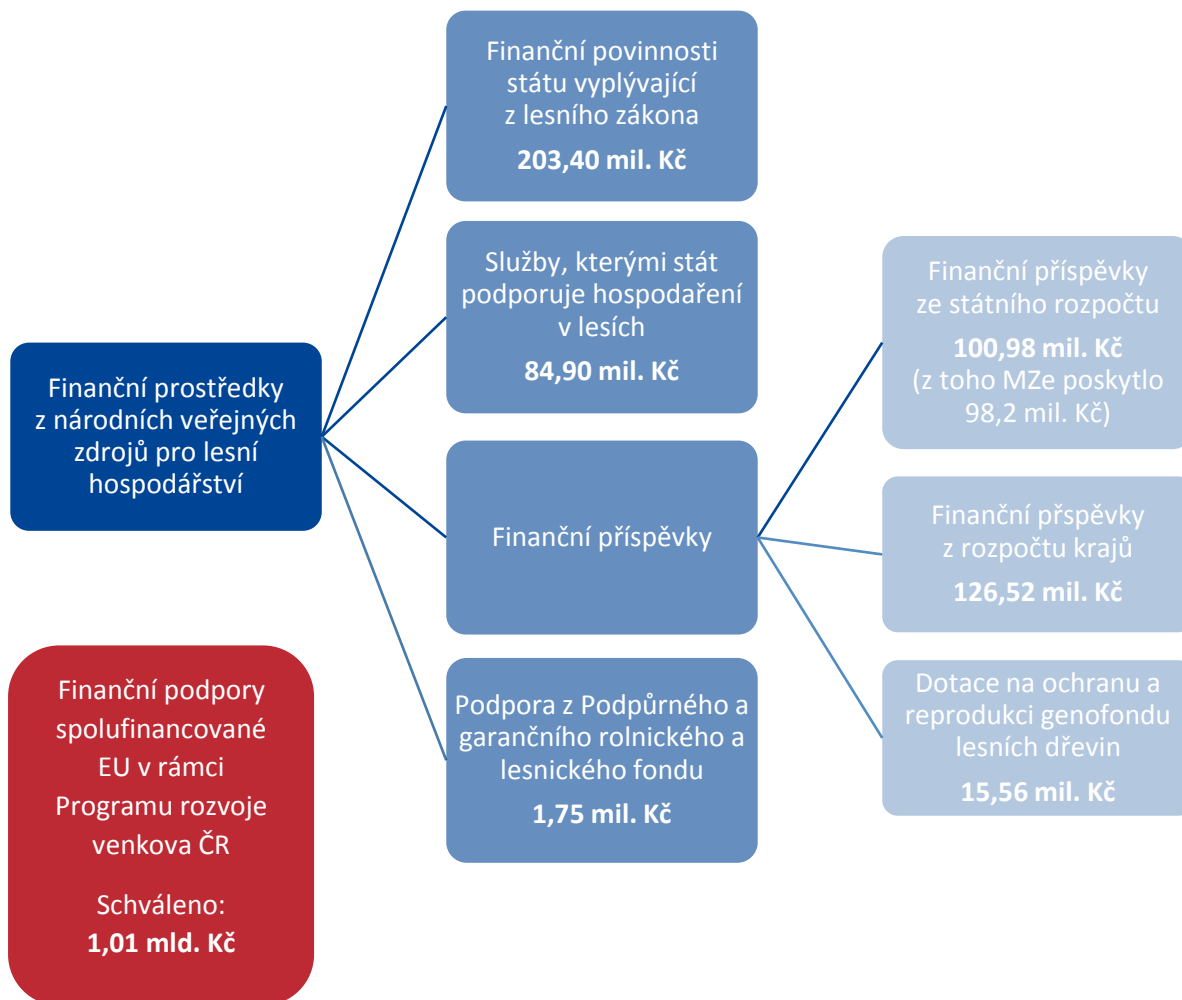 Finanční povinnosti
státu vyplývající
z lesního zákona
203,40 mil. Kč
Služby, kterými stát
podporuje hospodaření
v lesích
84,90 mil. Kč
Finanční prostředky
z národních veřejných
zdrojů pro lesní
hospodářství
Finanční příspěvky
Podpora z Podpůrného a
garančního rolnického a
lesnického fondu
1,75 mil. Kč
Finanční příspěvky
ze státního rozpočtu
100,98 mil. Kč
(z toho MZe poskytlo
98,2 mil. Kč)
Finanční přspěvky
z rozpočtu krajů
126,52 mil. Kč
Dotace na ochranu a
reprodukci genofondu
lesních dřevin
15,56 mil. Kč
Finanční podpory
spolufinancované
EU v rámci
Programu rozvoje
venkova ČR
Schváleno:
1,01 mld. Kč